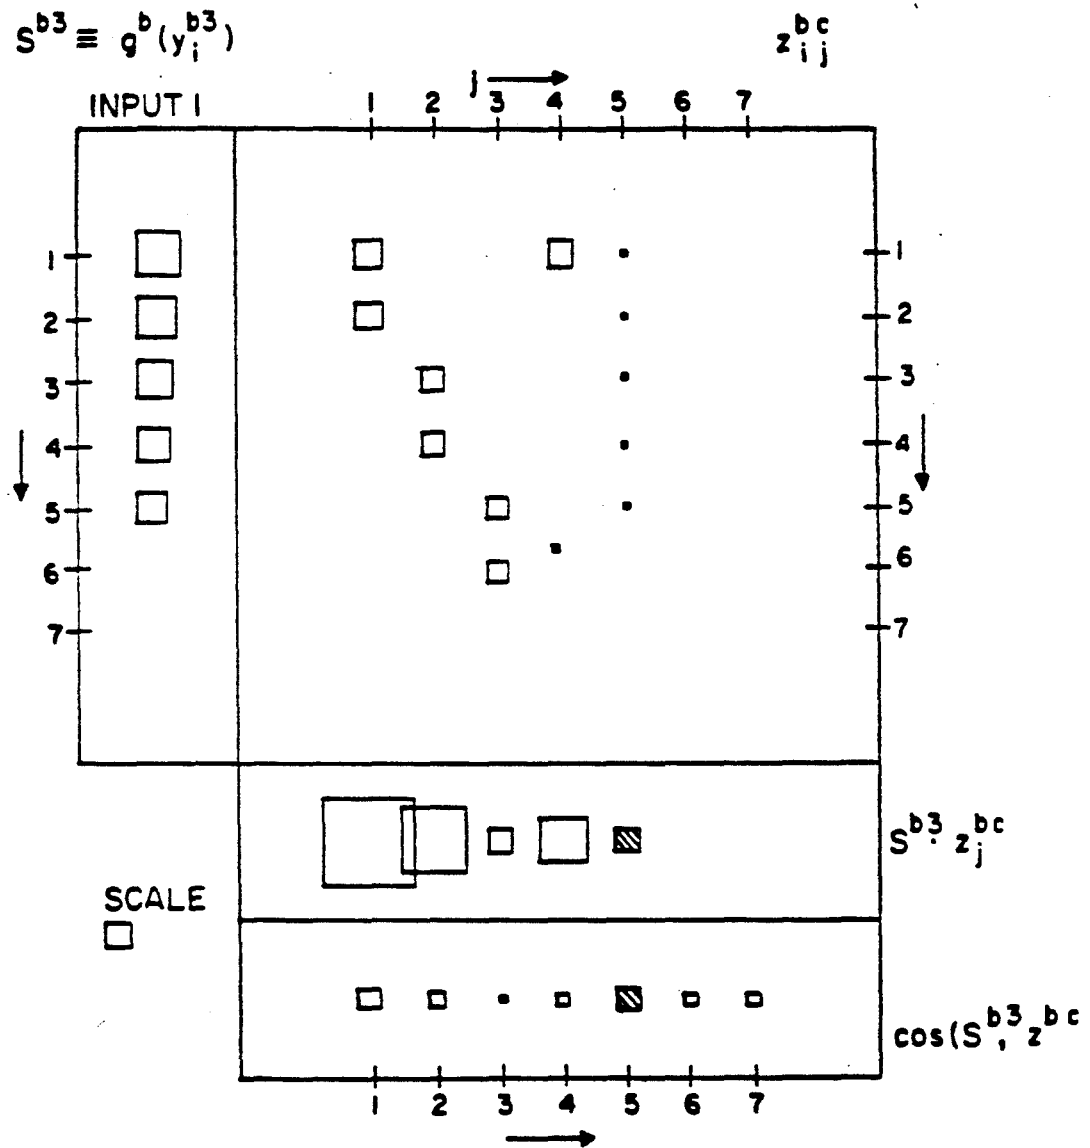 S^{b3} ≡ g^b(y_i^{b3})
z_{ij}^{bc}
j
INPUT 1
1 2 3 4 5 6 7
1 1
2 2
3 3
4 4
5 5
6 6
7 7
S^{b3} · z_j^{bc}
SCALE
cos(S^{b3}, z^{bc}
1 2 3 4 5 6 7